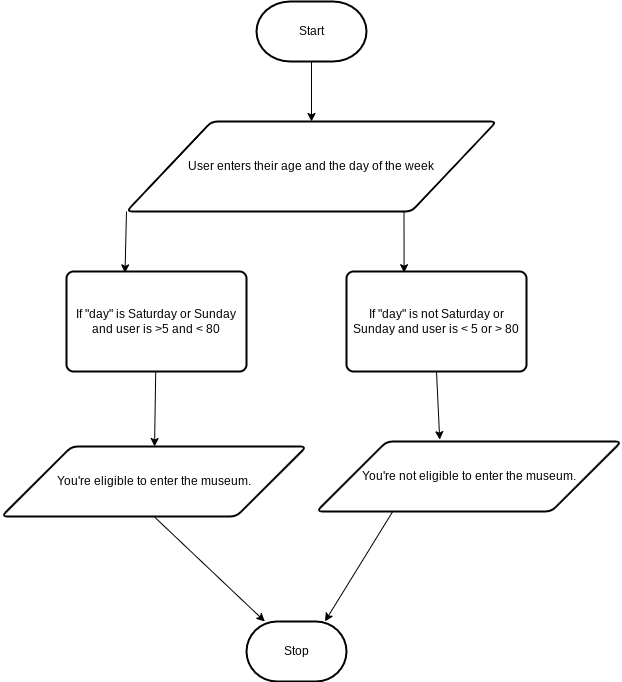 Start
User enters their age and the day of the week
If "day" is Saturday or Sunday
and user is >5 and < 80
If "day" is not Saturday or
Sunday and user is < 5 or > 80
You're eligible to enter the museum.
You're not eligible to enter the museum.
Stop